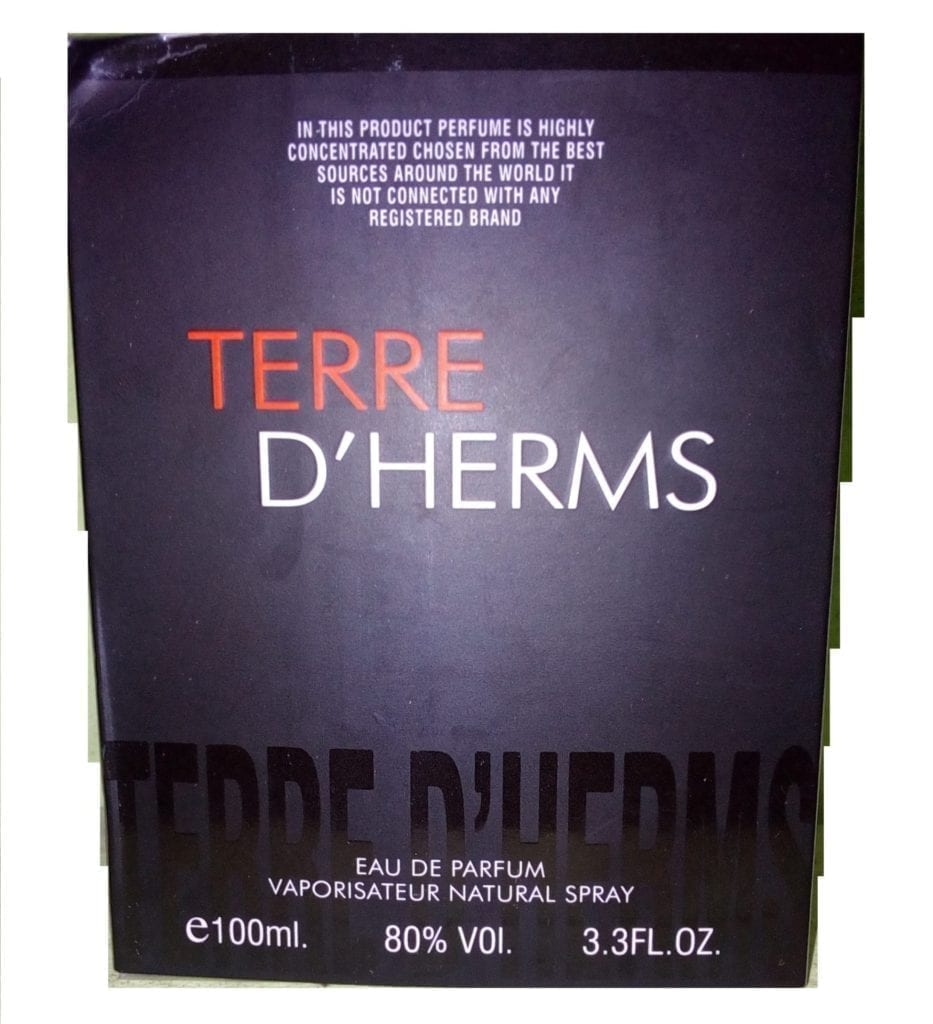 IN THIS PRODUCT PERFUME IS HIGHLY
CONCENTRATED CHOSEN FROM THE BEST
SOURCES AROUND THE WORLD IT
IS NOT CONNECTED WITH ANY
REGISTERED BRAND
TERRE
D'HERMS
TERRE D'HERMS
EAU DE PARFUM
VAPORISATEUR NATURAL SPRAY
e100ml. 80% VOl. 3.3FL.OZ.